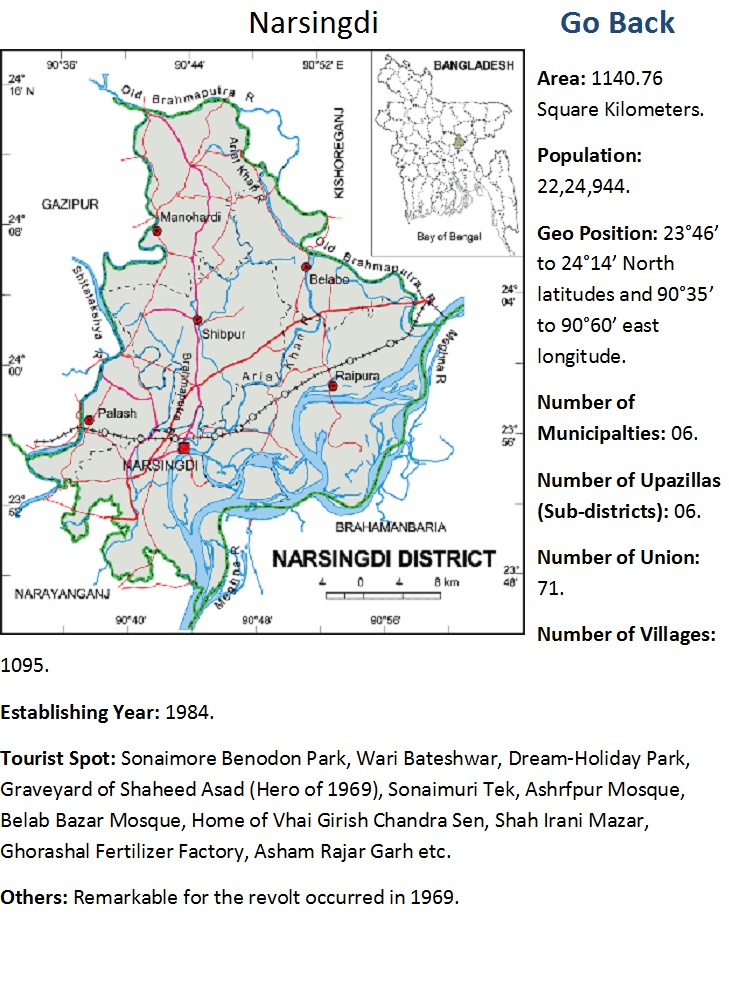 Narsingdi
Go Back
90°36'
90°44'
90°52' E
24°
16' N
Old Brahmaputra R
BANGLADESH
Bay of Bengal
KISHOREGANJ
Arial Khan R
GAZIPUR
Manohardi
24°
08'
Old Brahmaputra R
Belabo
Shitalakshya R
24°
04'
Shibpur
Meghna R
Arial Khan R
24°
00'
Brahmaputra R
Raipura
Palash
23°
56'
NARSINGDI
23°
52'
BRAHAMANBARIA
NARSINGDI DISTRICT
4 0 4 8 km
23°
48'
Meghna R
NARAYANGANJ
90°40'
90°48'
90°56'
Area: 1140.76
Square Kilometers.
Population:
22,24,944.
Geo Position: 23°46’
to 24°14’ North
latitudes and 90°35’
to 90°60’ east
longitude.
Number of
Municipalties: 06.
Number of Upazillas
(Sub-districts): 06.
Number of Union:
71.
Number of Villages:
1095.
Establishing Year: 1984.
Tourist Spot: Sonaimore Benodon Park, Wari Bateshwar, Dream-Holiday Park,
Graveyard of Shaheed Asad (Hero of 1969), Sonaimuri Tek, Ashrfpur Mosque,
Belab Bazar Mosque, Home of Vhai Girish Chandra Sen, Shah Irani Mazar,
Ghorashal Fertilizer Factory, Asham Rajar Garh etc.
Others: Remarkable for the revolt occurred in 1969.